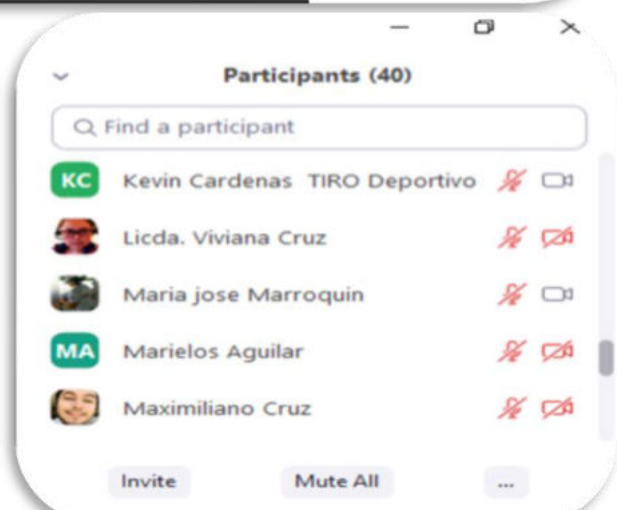 Participants (40)
Find a participant
KC Kevin Cardenas TIRO Deportivo
Licda. Viviana Cruz
Maria jose Marroquin
MA Marielos Aguilar
Maximiliano Cruz
Invite Mute All ...